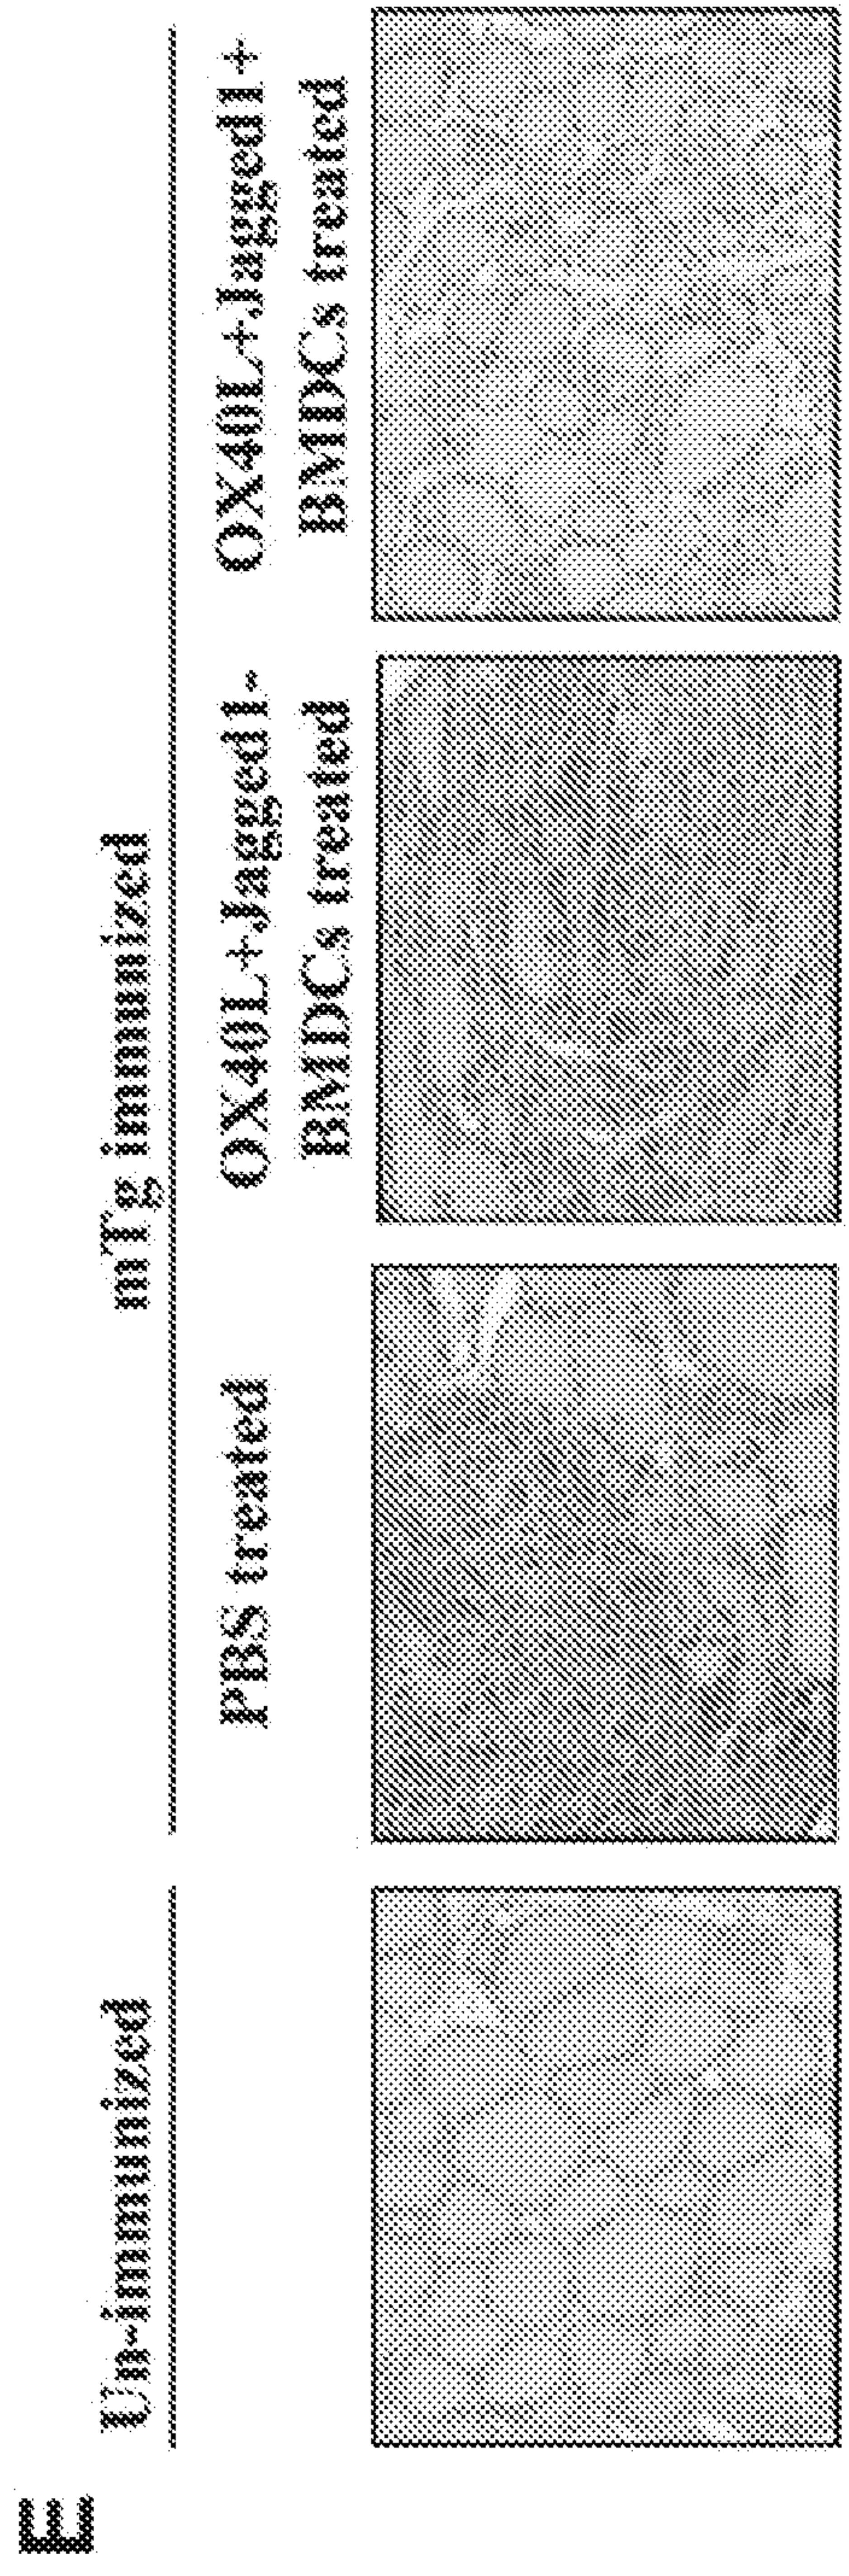 E
Un-immunized
mTg immunized
PBS treated
OX40L+Jagged1-
BMDCs treated
OX40L+Jagged1+
BMDCs treated